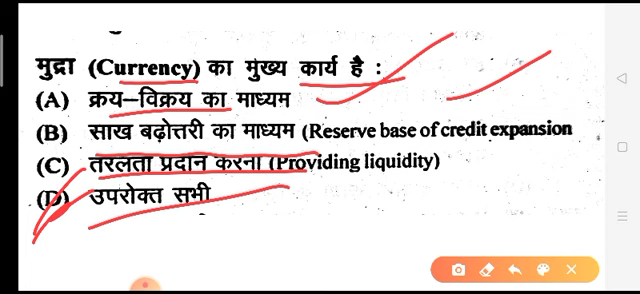 मुद्रा (Currency) का मुख्य कार्य है :
(A) क्रय–विक्रय का माध्यम
(B) साख बढ़ोत्तरी का माध्यम (Reserve base of credit expansion
(C) तरलता प्रदान करना (Providing liquidity)
(D) उपरोक्त सभी